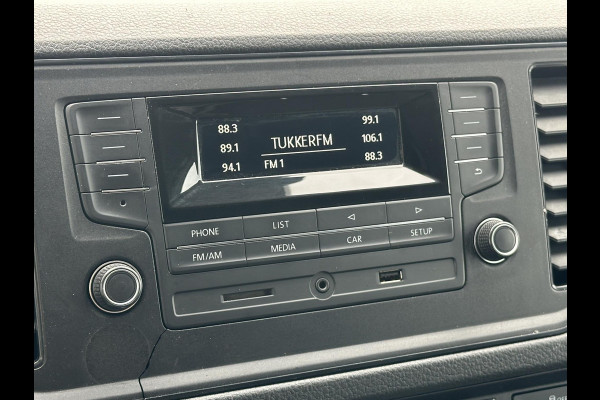 88.3 99.1
89.1 TUKKERFM 106.1
94.1 FM 1 88.3
PHONE LIST
FM/AM MEDIA CAR SETUP